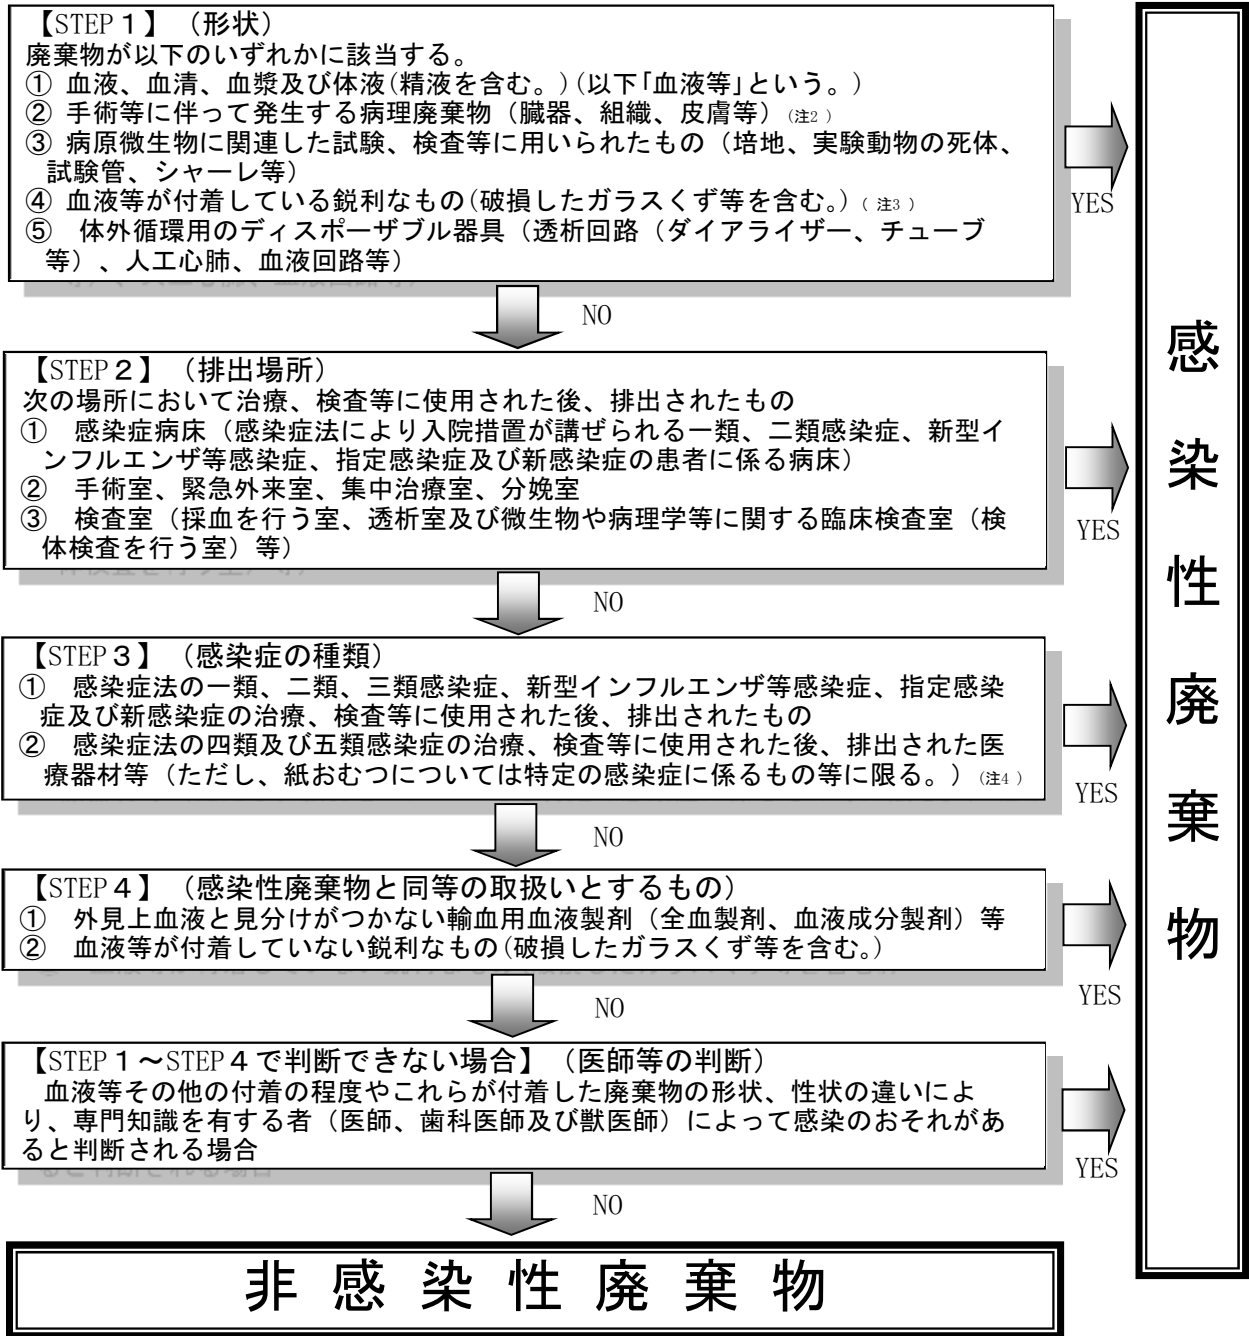 【STEP１】（形状）
廃棄物が以下のいずれかに該当する。
① 血液、血清、血漿及び体液(精液を含む。)(以下｢血液等｣という。)
② 手術等に伴って発生する病理廃棄物（臓器、組織、皮膚等）(注2 )
③ 病原微生物に関連した試験、検査等に用いられたもの（培地、実験動物の死体、
試験管、シャーレ等）
④ 血液等が付着している鋭利なもの(破損したガラスくず等を含む。)( 注3 )
⑤　体外循環用のディスポーザブル器具（透析回路（ダイアライザー、チューブ
等）、人工心肺、血液回路等）
YES
NO
【STEP２】（排出場所）
次の場所において治療、検査等に使用された後、排出されたもの
①　感染症病床（感染症法により入院措置が講ぜられる一類、二類感染症、新型イ
ンフルエンザ等感染症、指定感染症及び新感染症の患者に係る病床）
②　手術室、緊急外来室、集中治療室、分娩室
③　検査室（採血を行う室、透析室及び微生物や病理学等に関する臨床検査室（検
体検査を行う室）等）
YES
NO
【STEP３】（感染症の種類）
①　感染症法の一類、二類、三類感染症、新型インフルエンザ等感染症、指定感染
症及び新感染症の治療、検査等に使用された後、排出されたもの
②　感染症法の四類及び五類感染症の治療、検査等に使用された後、排出された医
療器材等（ただし、紙おむつについては特定の感染症に係るもの等に限る。）(注4 )
YES
NO
【STEP４】（感染性廃棄物と同等の取扱いとするもの）
①　外見上血液と見分けがつかない輸血用血液製剤（全血製剤、血液成分製剤）等
②　血液等が付着していない鋭利なもの(破損したガラスくず等を含む。)
YES
NO
【STEP１～STEP４で判断できない場合】（医師等の判断）
血液等その他の付着の程度やこれらが付着した廃棄物の形状、性状の違いによ
り、専門知識を有する者（医師、歯科医師及び獣医師）によって感染のおそれがあ
ると判断される場合
YES
NO
非感染性廃棄物
感染性廃棄物